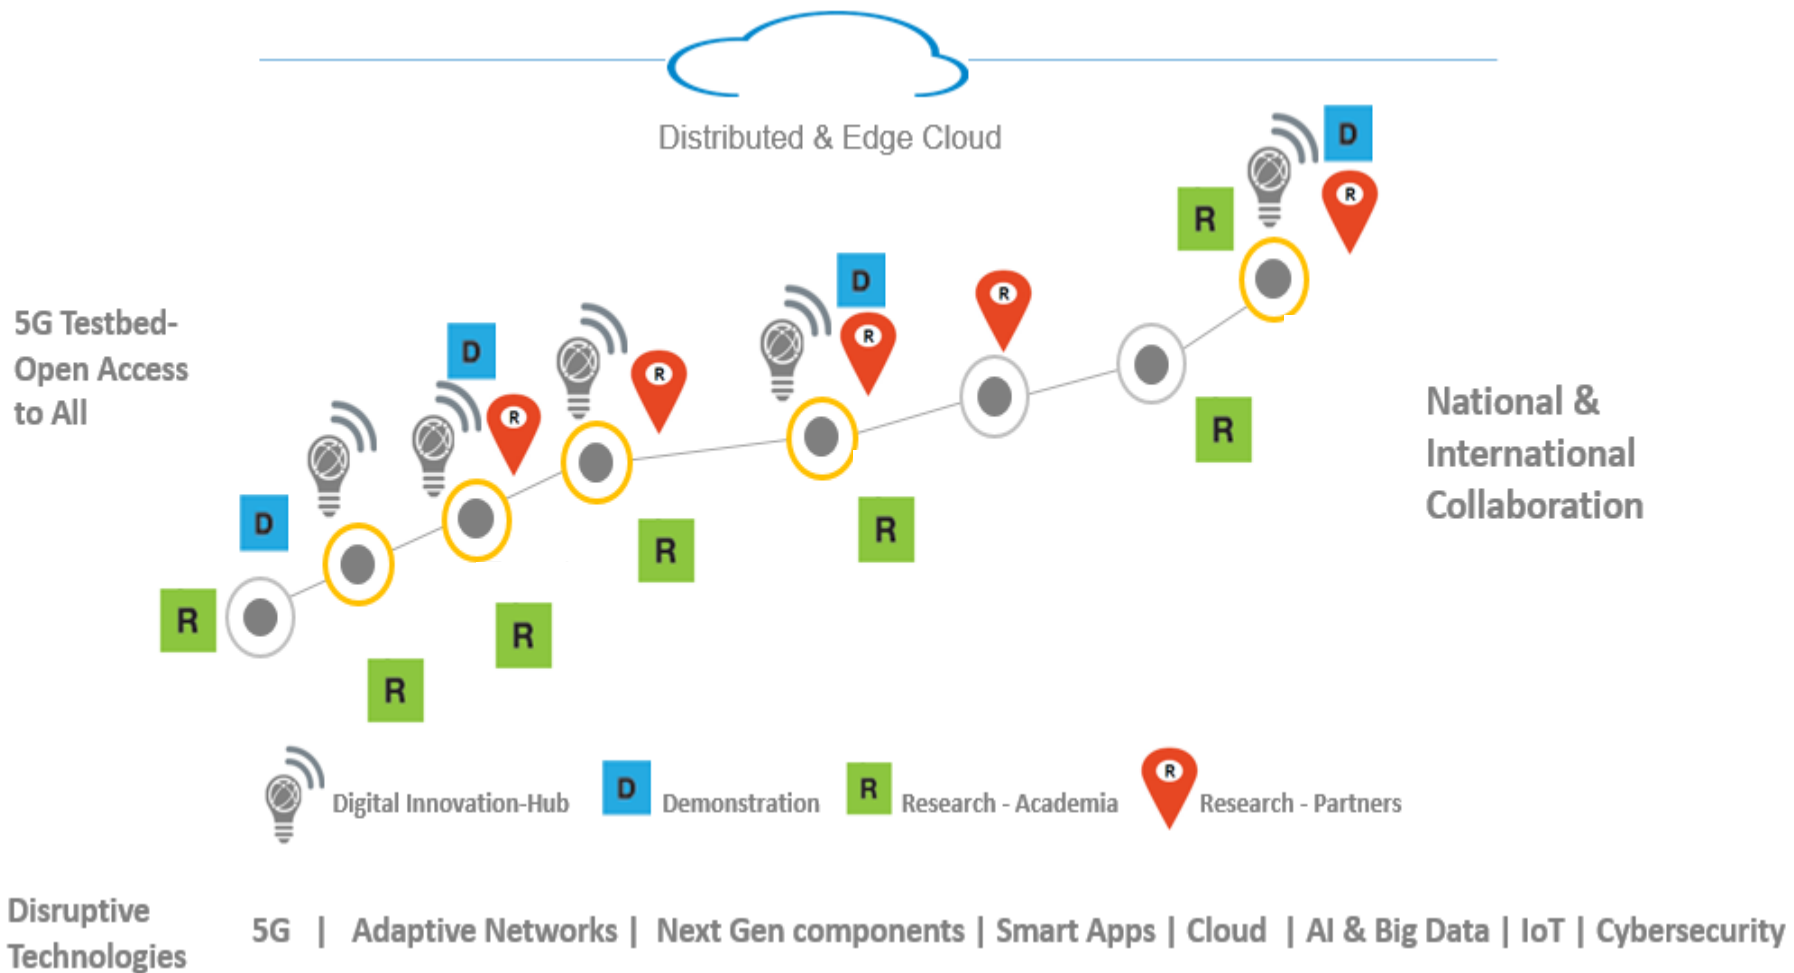 Distributed & Edge Cloud
D
R
R
D
R
R
D
R
5G Testbed-
Open Access
to All
D
R
R
National &
International
Collaboration
R
D
R
R
R
R
R
Digital Innovation-Hub
D
Demonstration
R
Research - Academia
R
Research - Partners
Disruptive
Technologies
5G | Adaptive Networks | Next Gen components | Smart Apps | Cloud | AI & Big Data | IoT | Cybersecurity